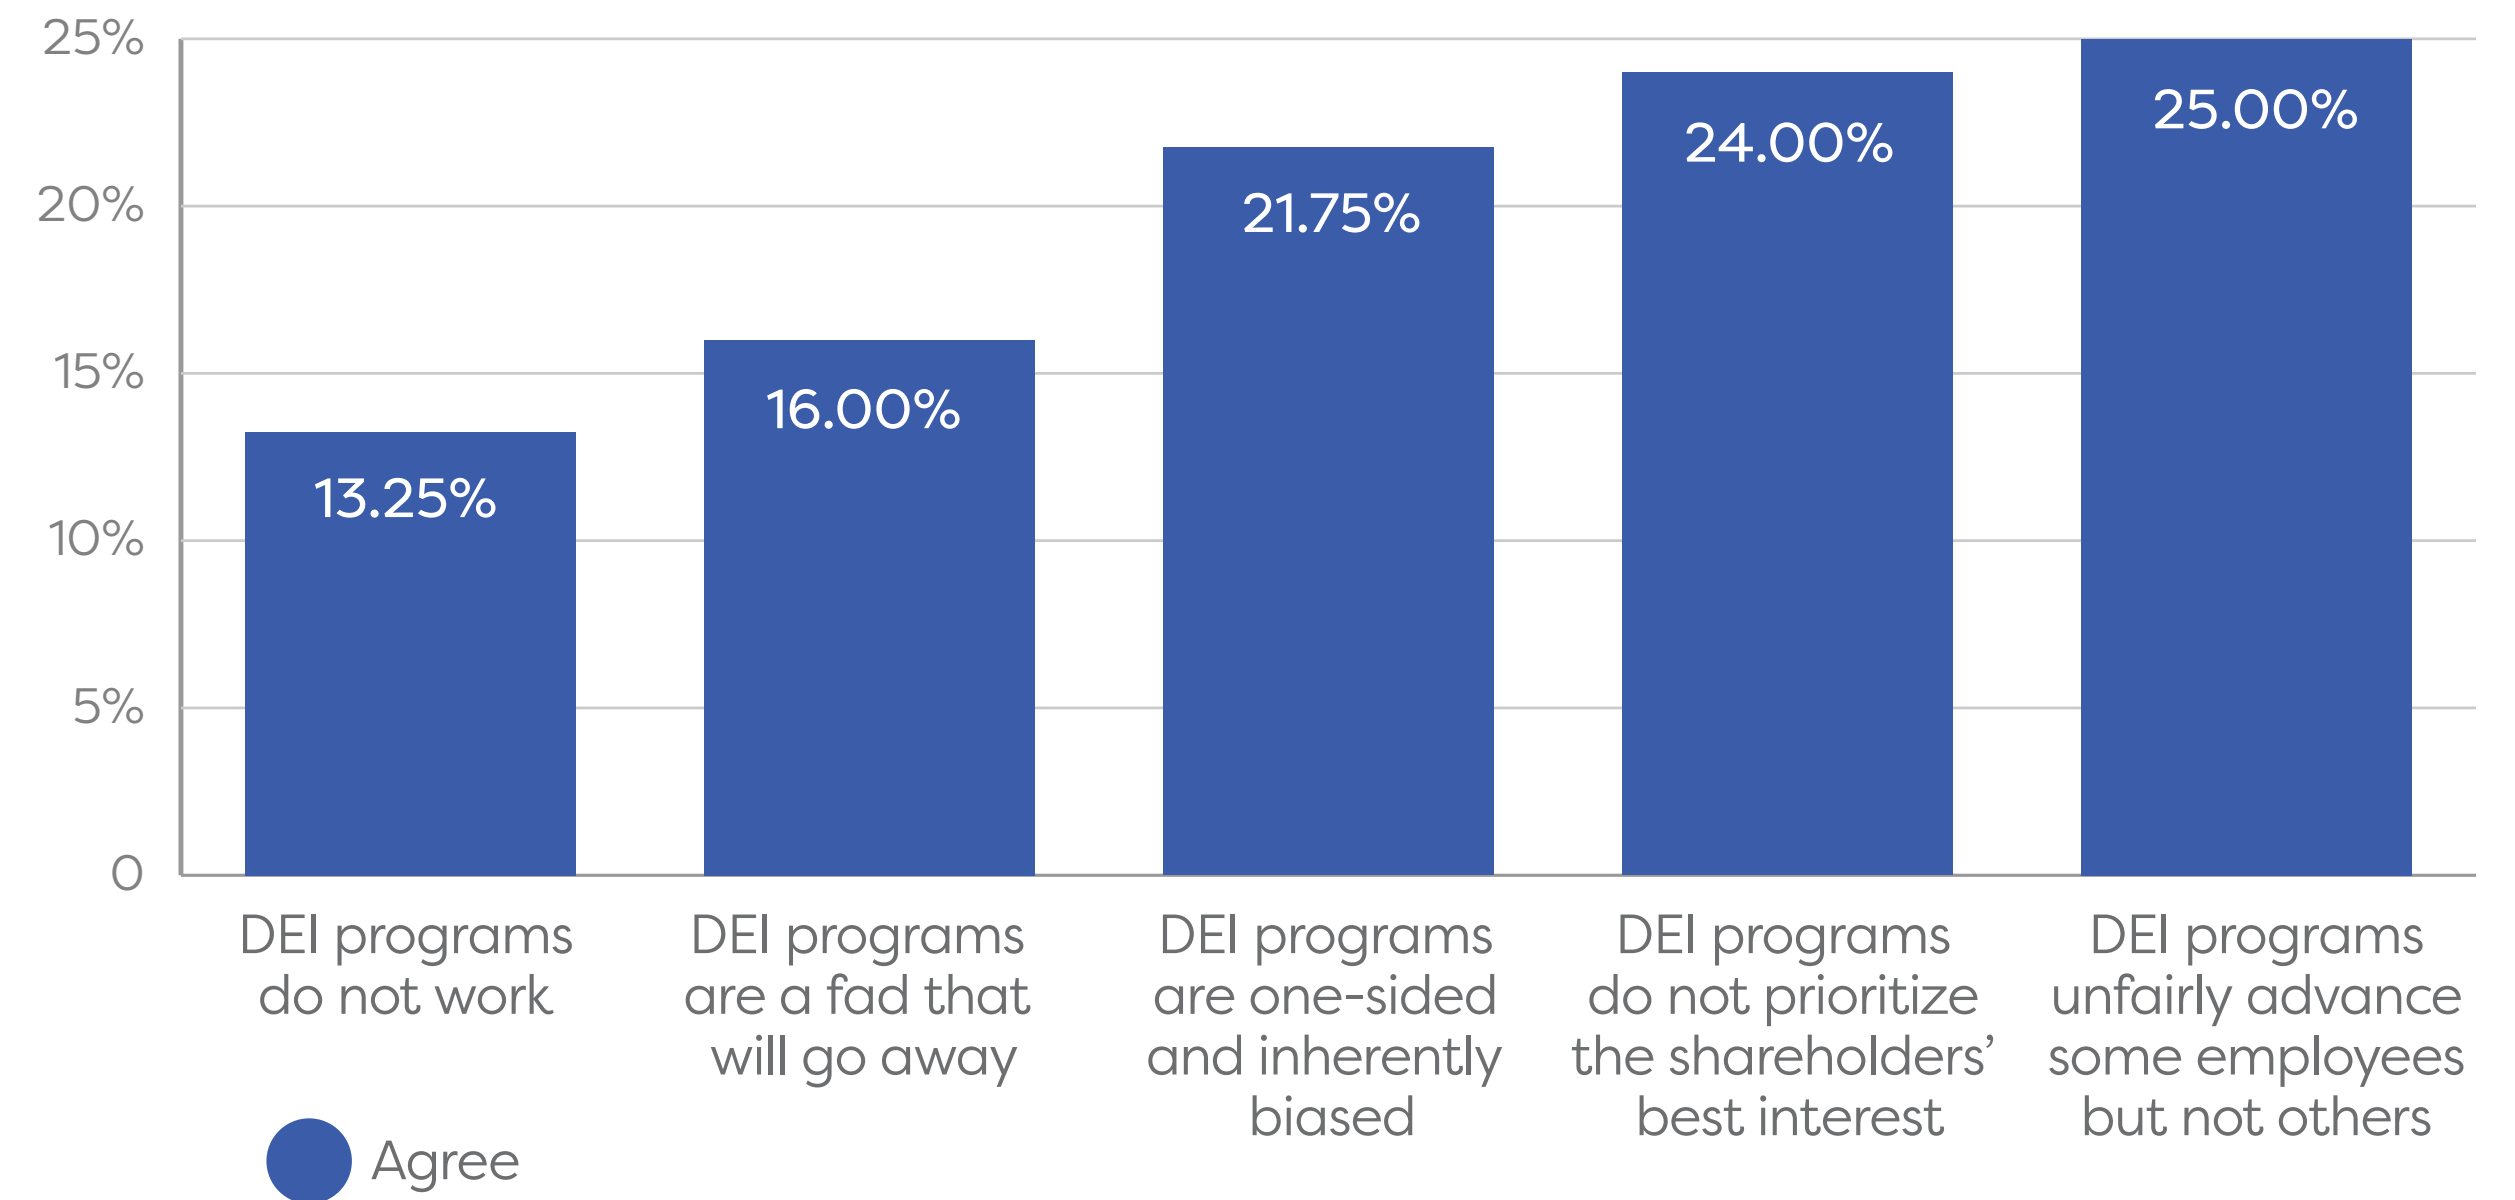 25%
20%
15%
10%
5%
0
13.25%
16.00%
21.75%
24.00%
25.00%
DEI programs
do not work
DEI programs
are a fad that
will go away
DEI programs
are one-sided
and inherently
biased
DEI programs
do not prioritize
the shareholders’
best interest
DEI programs
unfairly advance
some employees
but not others
Agree